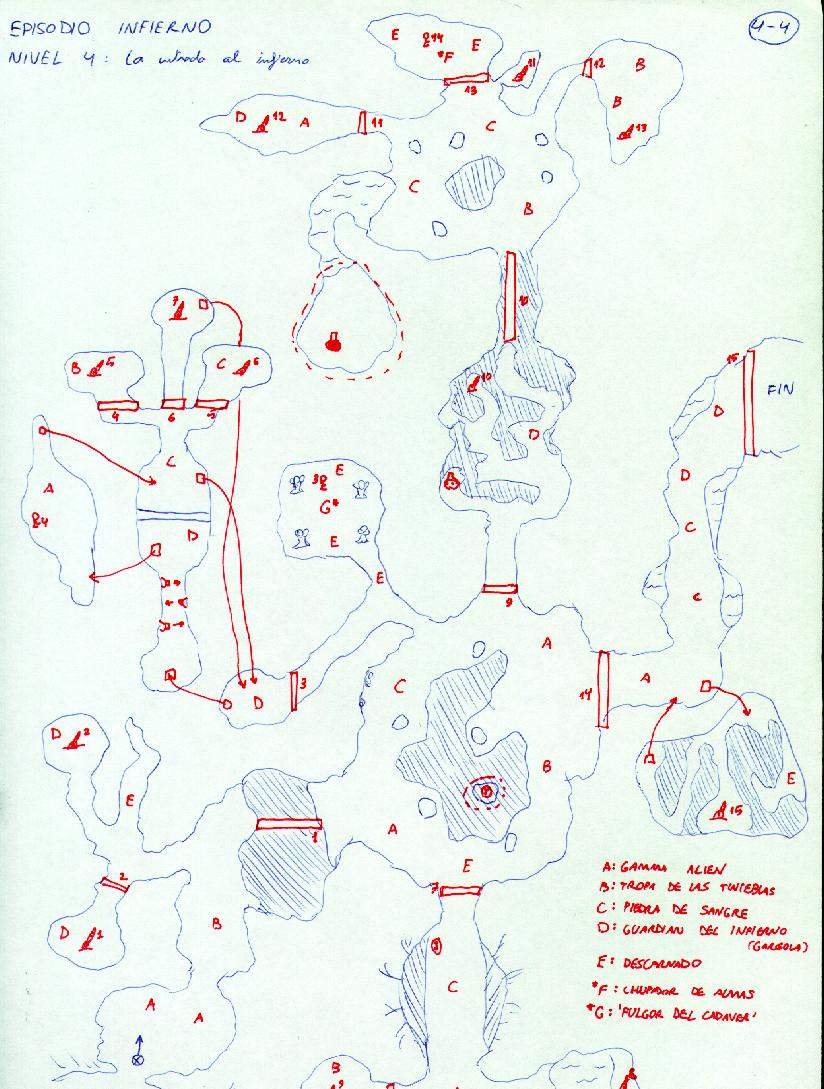 EPISODIO INFIERNO
4-4
NIVEL 4: La entrada al infierno
E 14 E
*F
11
12 B
13
B
13
D 12 A
11
C
C
B
10
7
B 5
C 6
4
6
5
10
D
15
D
FIN
C
A
4
D
E
3
G*
E
E
D
C
C
9
A
A
14
D
3
C
B
D 2
E
1
A
E
15
2
D 1
7
E
B
C
A
A
B
A: GAMMA ALIEN
B: TROPA DE LAS TINIEBLAS
C: PIEDRA DE SANGRE
D: GUARDIAN DEL INFIERNO
(GARGOLA)
E: DESCARNADO
*F: CHUPADOR DE ALMAS
*G: 'FULGOR DEL CADAVER'